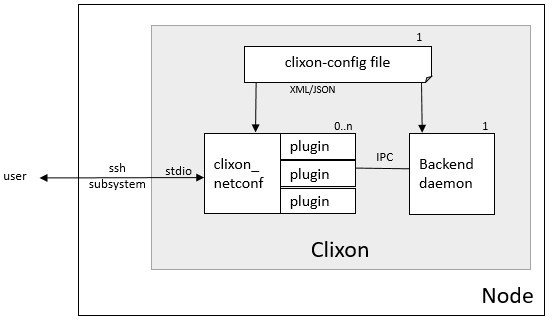 1
clixon-config file
XML/JSON
0..n
1
clixon_
netconf
plugin
plugin
plugin
IPC
Backend
daemon
user
ssh
subsystem
stdio
Clixon
Node